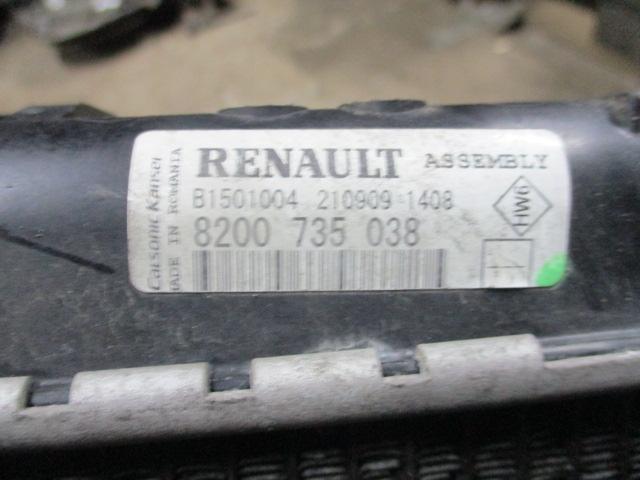 RENAULT ASSEMBLY
B1501004 210909 1408
8200 735 038
HW6
Calsonic Kansei
MADE IN ROMANIA